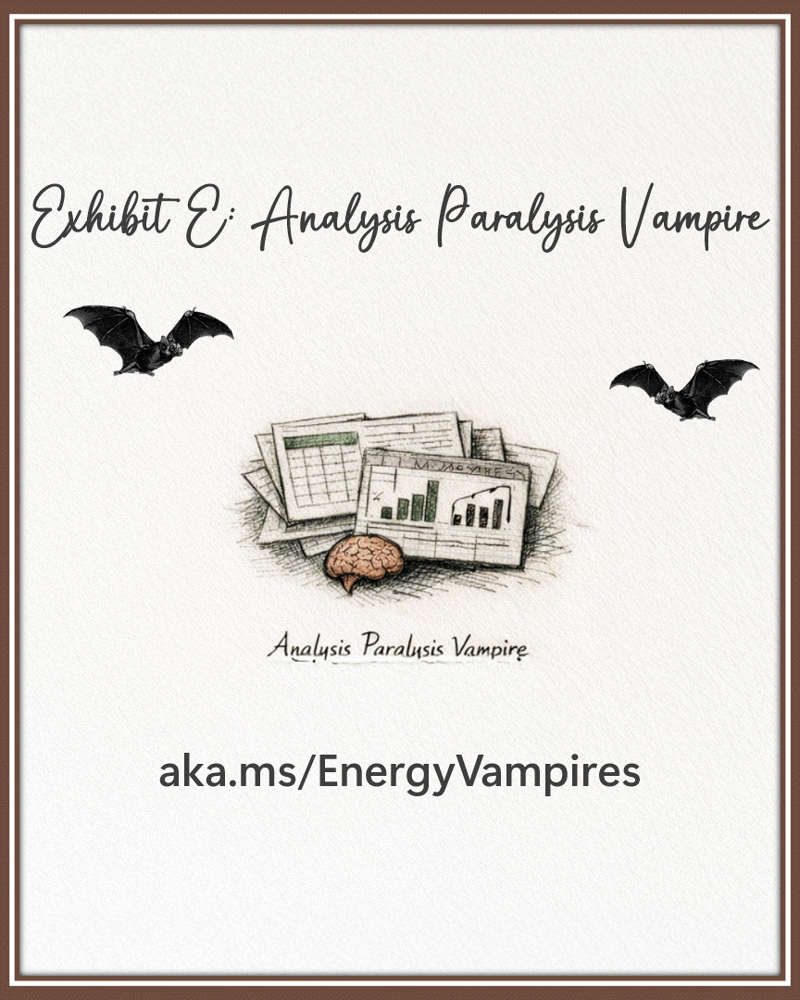 Exhibit E: Analysis Paralysis Vampire
Analysis Paralysis Vampire
aka.ms/EnergyVampires